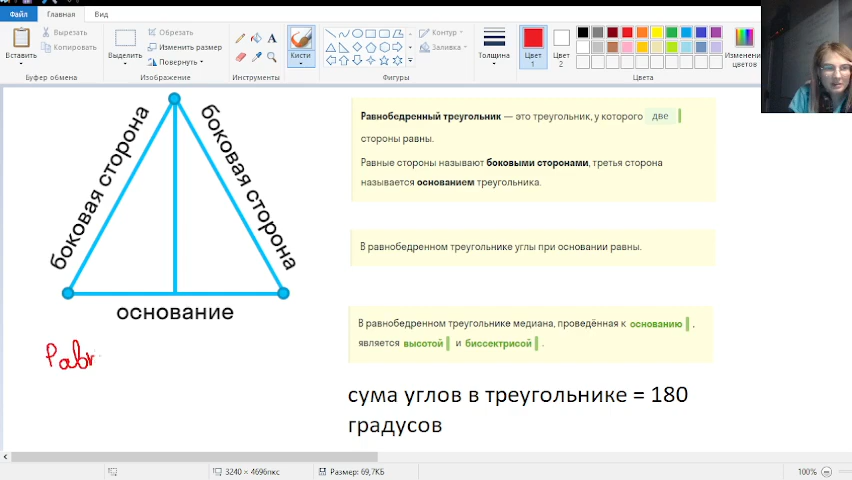 Файл
Главная
Вид
Вставить
Вырезать
Копировать
Буфер обмена
Выделить
Обрезать
Изменить размер
Повернуть
Изображение
Инструменты
Кисти
Контур
Заливка
Фигуры
Толщина
Цвет 1
Цвет 2
Цвета
Изменени цветов
боковая сторона
боковая сторона
основание
Равн
Равнобедренный треугольник — это треугольник, у которого две
стороны равны.
Равные стороны называют боковыми сторонами, третья сторона
называется основанием треугольника.
В равнобедренном треугольнике углы при основании равны.
В равнобедренном треугольнике медиана, проведённая к основанию ,
является высотой и биссектрисой .
сума углов в треугольнике = 180
градусов
3240 × 4696пкс
Размер: 69,7КБ
100%